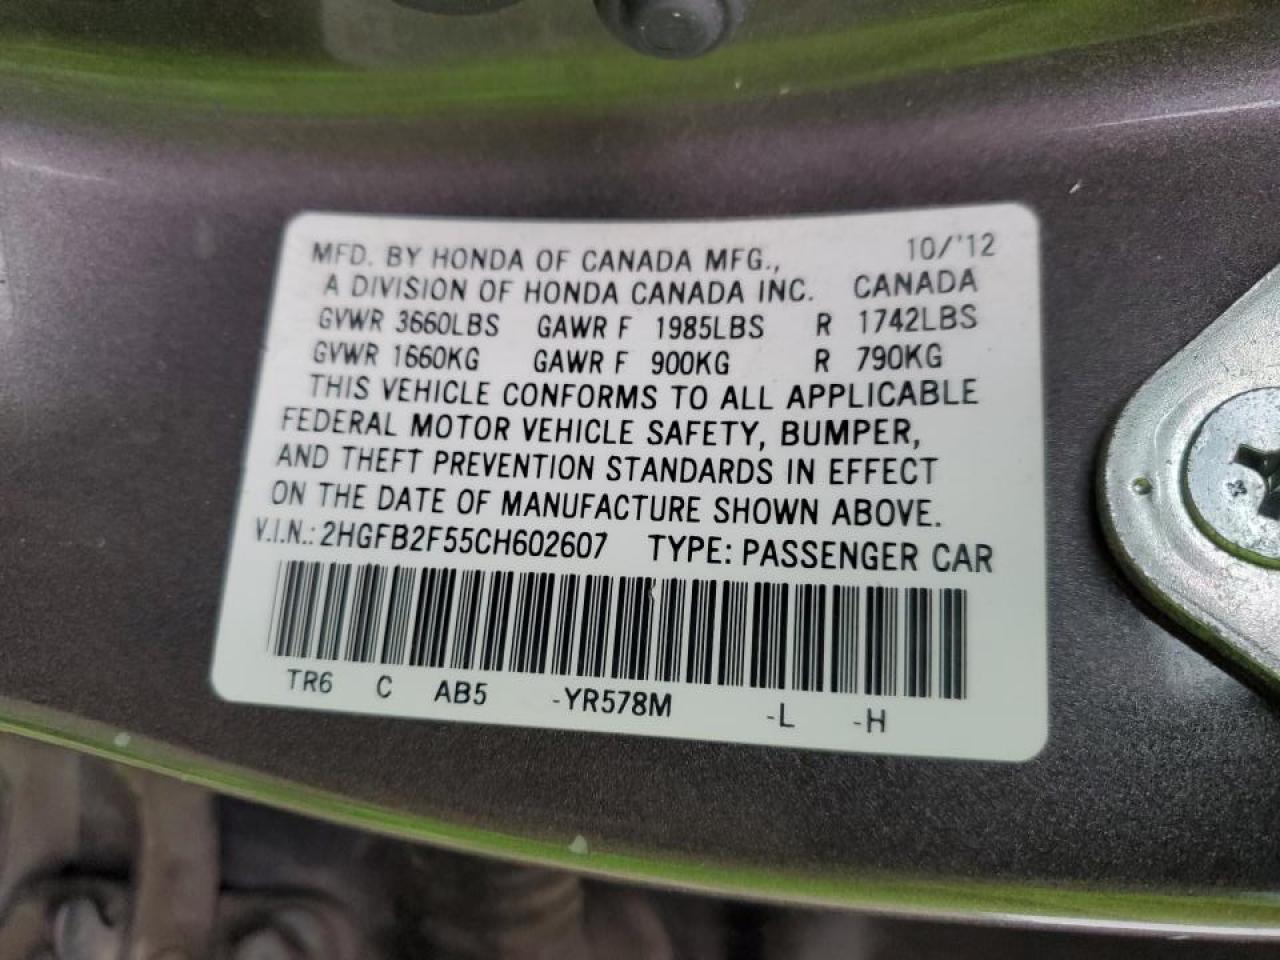 MFD. BY HONDA OF CANADA MFG., 10/'12
A DIVISION OF HONDA CANADA INC. CANADA
GVWR 3660LBS GAWR F 1985LBS R 1742LBS
GVWR 1660KG GAWR F 900KG R 790KG
THIS VEHICLE CONFORMS TO ALL APPLICABLE
FEDERAL MOTOR VEHICLE SAFETY, BUMPER,
AND THEFT PREVENTION STANDARDS IN EFFECT
ON THE DATE OF MANUFACTURE SHOWN ABOVE.
V.I.N.: 2HGFB2F55CH602607 TYPE: PASSENGER CAR
TR6 C AB5 -YR578M -L -H